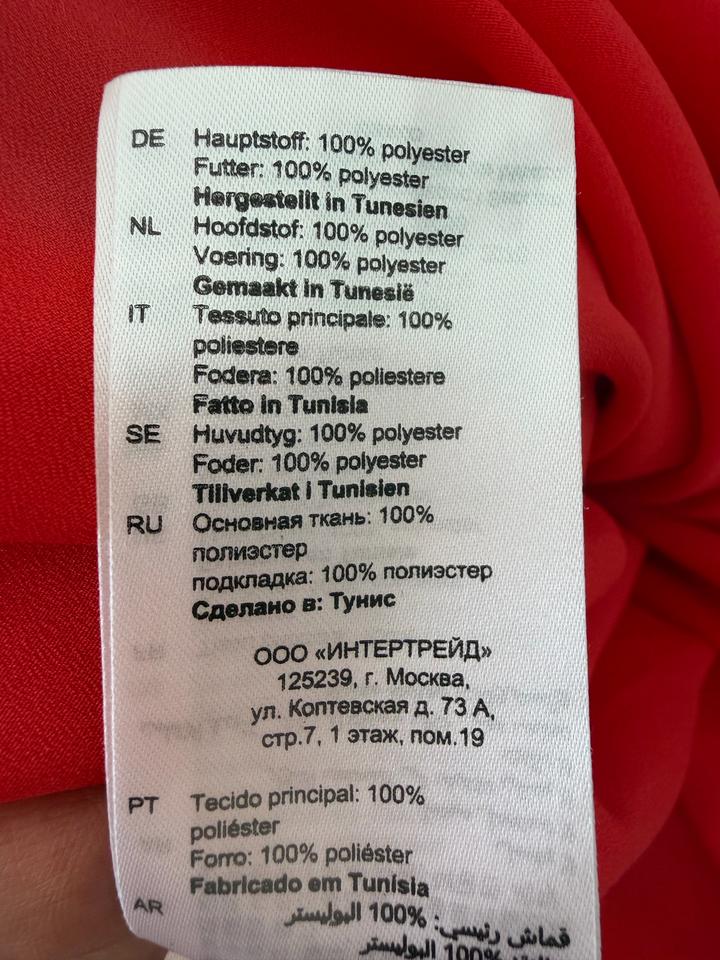 DE Hauptstoff: 100% polyester
Futter: 100% polyester
Hergestellt in Tunesien
NL Hoofdstof: 100% polyester
Voering: 100% polyester
Gemaakt in Tunesië
IT Tessuto principale: 100%
poliestere
Fodera: 100% poliestere
Fatto in Tunisia
SE Huvudtyg: 100% polyester
Foder: 100% polyester
Tillverkat i Tunisien
RU Основная ткань: 100%
полиэстер
подкладка: 100% полиэстер
Сделано в: Тунис
ООО «ИНТЕРТРЕЙД»
125239, г. Москва,
ул. Коптевская д. 73 А,
стр.7, 1 этаж, пом.19
PT Tecido principal: 100%
poliéster
Forro: 100% poliéster
Fabricado em Tunísia
AR قماش رئيسي: 100% البوليستر
100% البوليستر